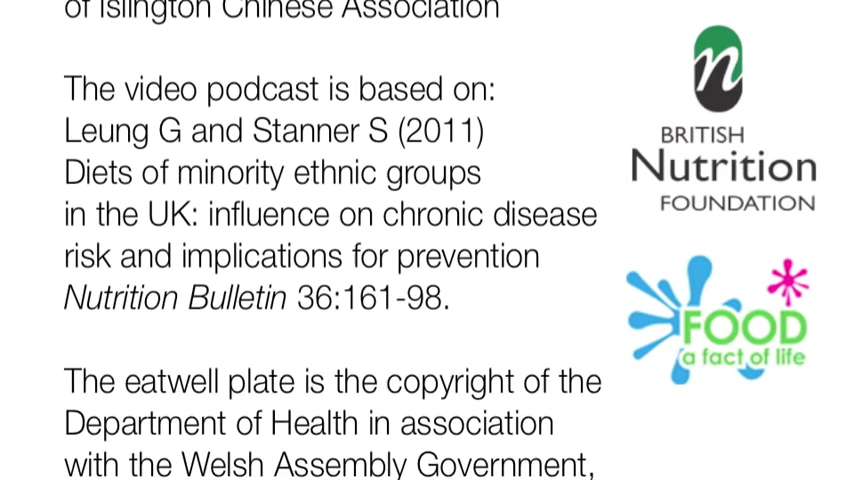 of Islington Chinese Association
The video podcast is based on:
Leung G and Stanner S (2011)
Diets of minority ethnic groups
in the UK: influence on chronic disease
risk and implications for prevention
Nutrition Bulletin 36:161-98.
The eatwell plate is the copyright of the
Department of Health in association
with the Welsh Assembly Government,
n
BRITISH
Nutrition
FOUNDATION
FOOD
a fact of life